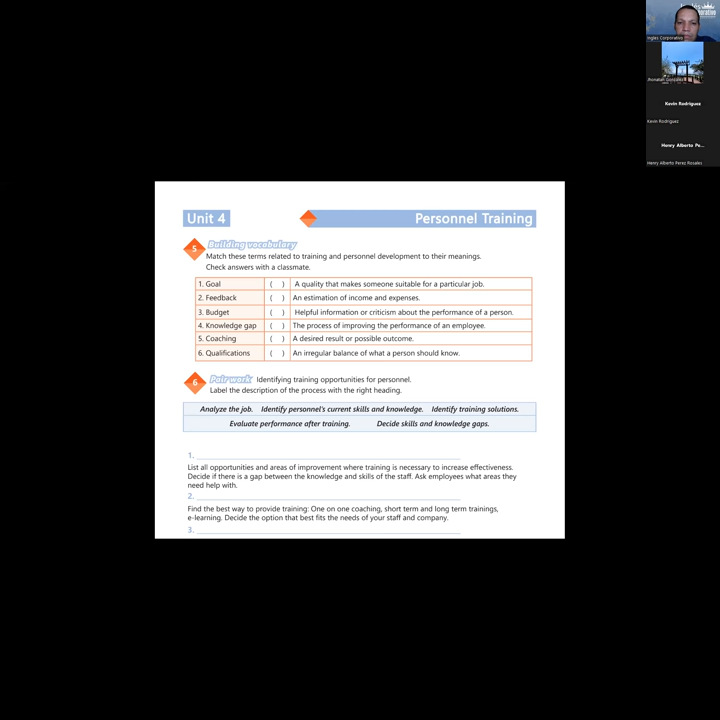 Inglés Corporativo
Kevin Rodriguez
Kevin Rodriguez
Henry Alberto Pe...
Henry Alberto Perez Rosales
Unit 4
Personnel Training
5
Building vocabulary
Match these terms related to training and personnel development to their meanings.
Check answers with a classmate.
1. Goal ( ) A quality that makes someone suitable for a particular job.
2. Feedback ( ) An estimation of income and expenses.
3. Budget ( ) Helpful information or criticism about the performance of a person.
4. Knowledge gap ( ) The process of improving the performance of an employee.
5. Coaching ( ) A desired result or possible outcome.
6. Qualifications ( ) An irregular balance of what a person should know.
6
Pair work Identifying training opportunities for personnel.
Label the description of the process with the right heading.
Analyze the job. Identify personnel's current skills and knowledge. Identify training solutions.
Evaluate performance after training. Decide skills and knowledge gaps.
1.
List all opportunities and areas of improvement where training is necessary to increase effectiveness.
Decide if there is a gap between the knowledge and skills of the staff. Ask employees what areas they
need help with.
2.
Find the best way to provide training: One on one coaching, short term and long term trainings,
e-learning. Decide the option that best fits the needs of your staff and company.
3.